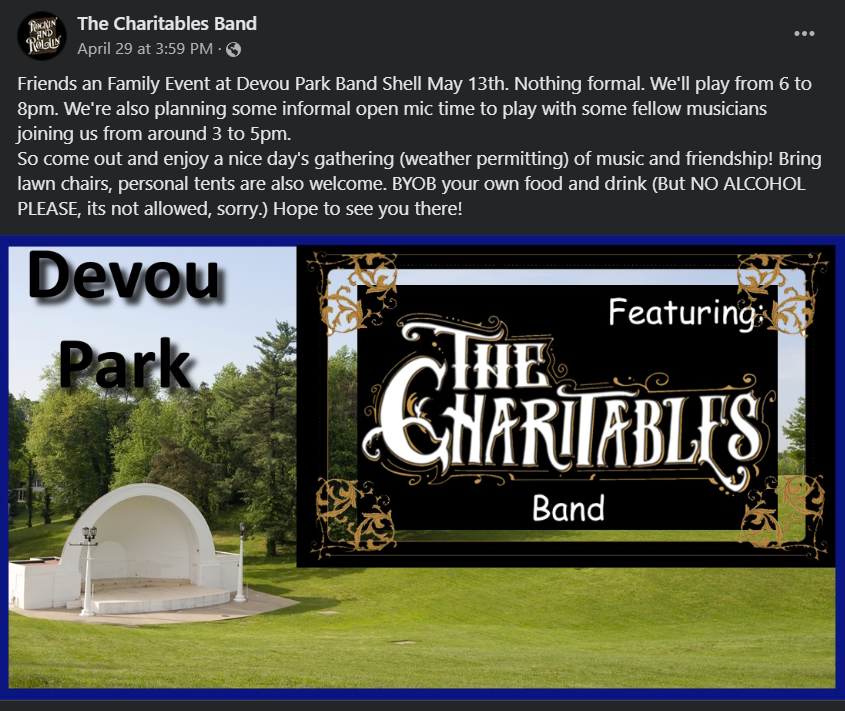 ROCKIN'
AND
ROLLIN'
The Charitables Band
April 29 at 3:59 PM ·
Friends an Family Event at Devou Park Band Shell May 13th. Nothing formal. We'll play from 6 to
8pm. We're also planning some informal open mic time to play with some fellow musicians
joining us from around 3 to 5pm.
So come out and enjoy a nice day's gathering (weather permitting) of music and friendship! Bring
lawn chairs, personal tents are also welcome. BYOB your own food and drink (But NO ALCOHOL
PLEASE, its not allowed, sorry.) Hope to see you there!
Devou
Park
Featuring:
THE
CHARITABLES
Band